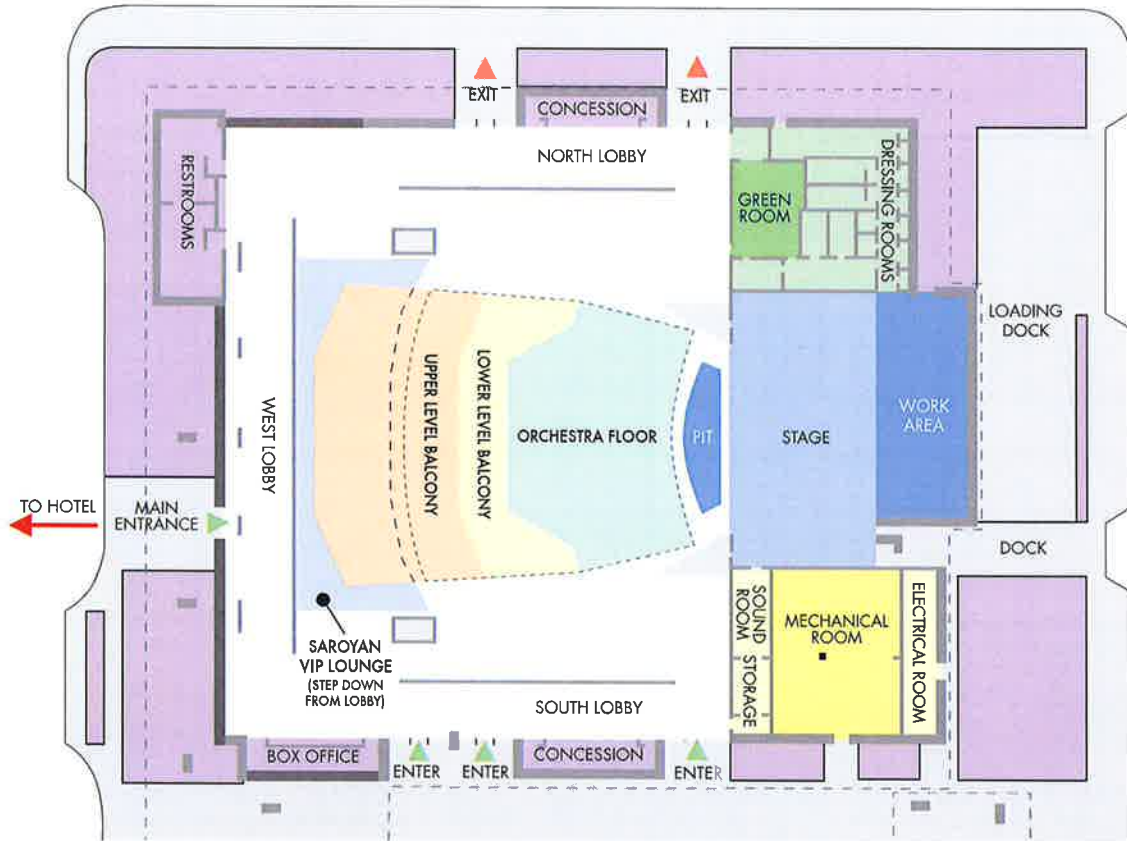 EXIT
EXIT
CONCESSION
NORTH LOBBY
RESTROOMS
GREEN
ROOM
DRESSING ROOMS
LOADING
DOCK
WEST LOBBY
UPPER LEVEL BALCONY
LOWER LEVEL BALCONY
ORCHESTRA FLOOR
PIT
STAGE
WORK
AREA
TO HOTEL
MAIN
ENTRANCE
DOCK
SAROYAN
VIP LOUNGE
(STEP DOWN
FROM LOBBY)
SOUND
ROOM
STORAGE
MECHANICAL
ROOM
ELECTRICAL ROOM
SOUTH LOBBY
BOX OFFICE
CONCESSION
ENTER
ENTER
ENTER